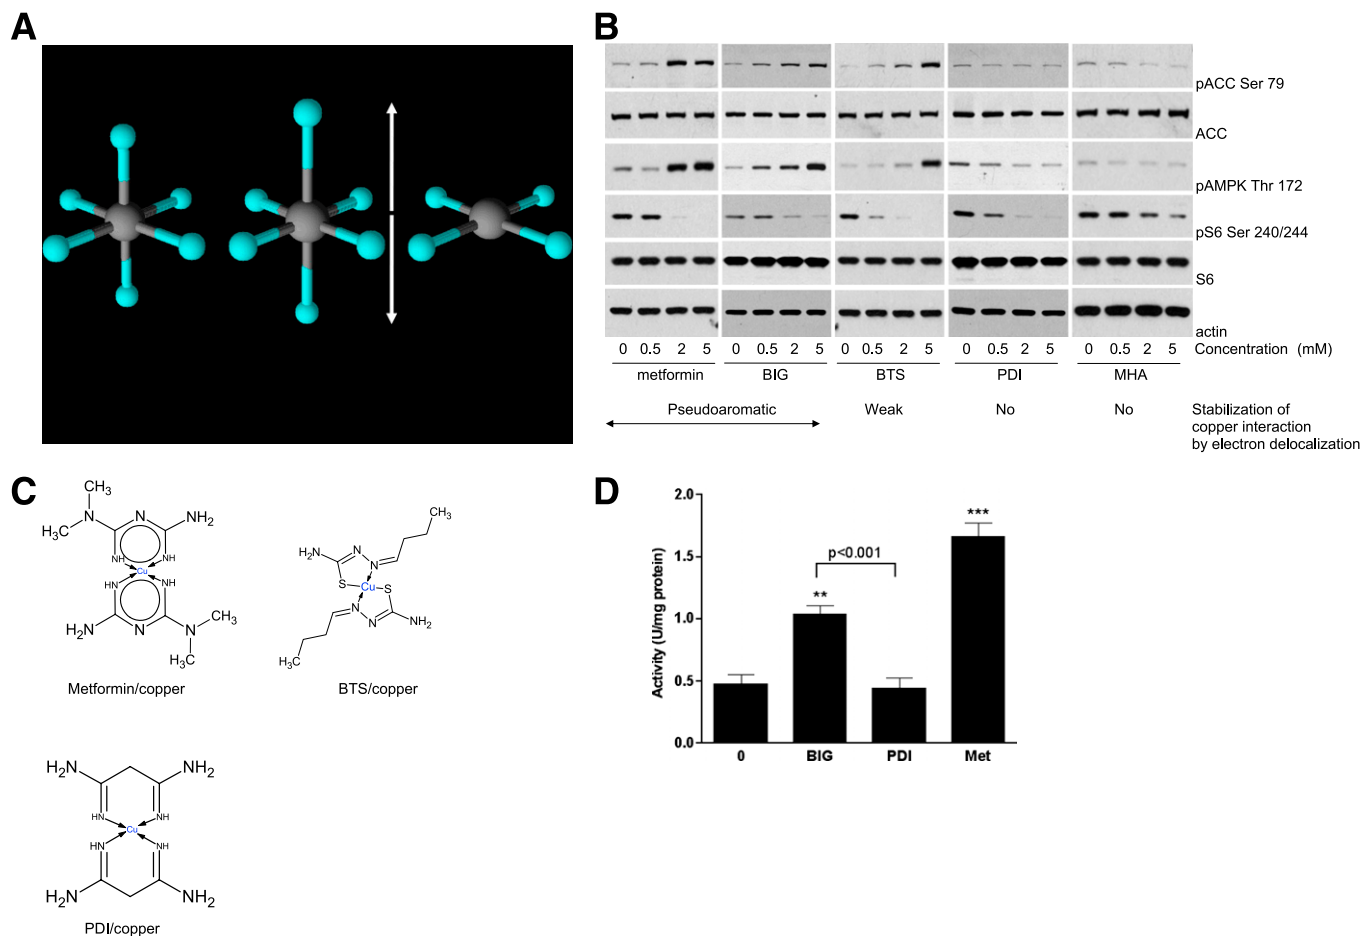 A
B
pACC Ser 79
ACC
pAMPK Thr 172
pS6 Ser 240/244
S6
actin
0 0.5 2 5 0 0.5 2 5 0 0.5 2 5 0 0.5 2 5 0 0.5 2 5 Concentration (mM)
metformin BIG BTS PDI MHA
Pseudoaromatic Weak No No Stabilization of
copper interaction
by electron delocalization
C
CH3
H3C N N NH2
NH NH
Cu
HN NH
H2N N N CH3
H3C
Metformin/copper
CH3
H2N N N
S Cu S
N N NH2
H3C
BTS/copper
H2N NH2
HN NH
Cu
HN NH
H2N NH2
PDI/copper
D
Activity (U/mg protein)
2.0
1.5
1.0
0.5
0.0
***
p<0.001
**
0 BIG PDI Met